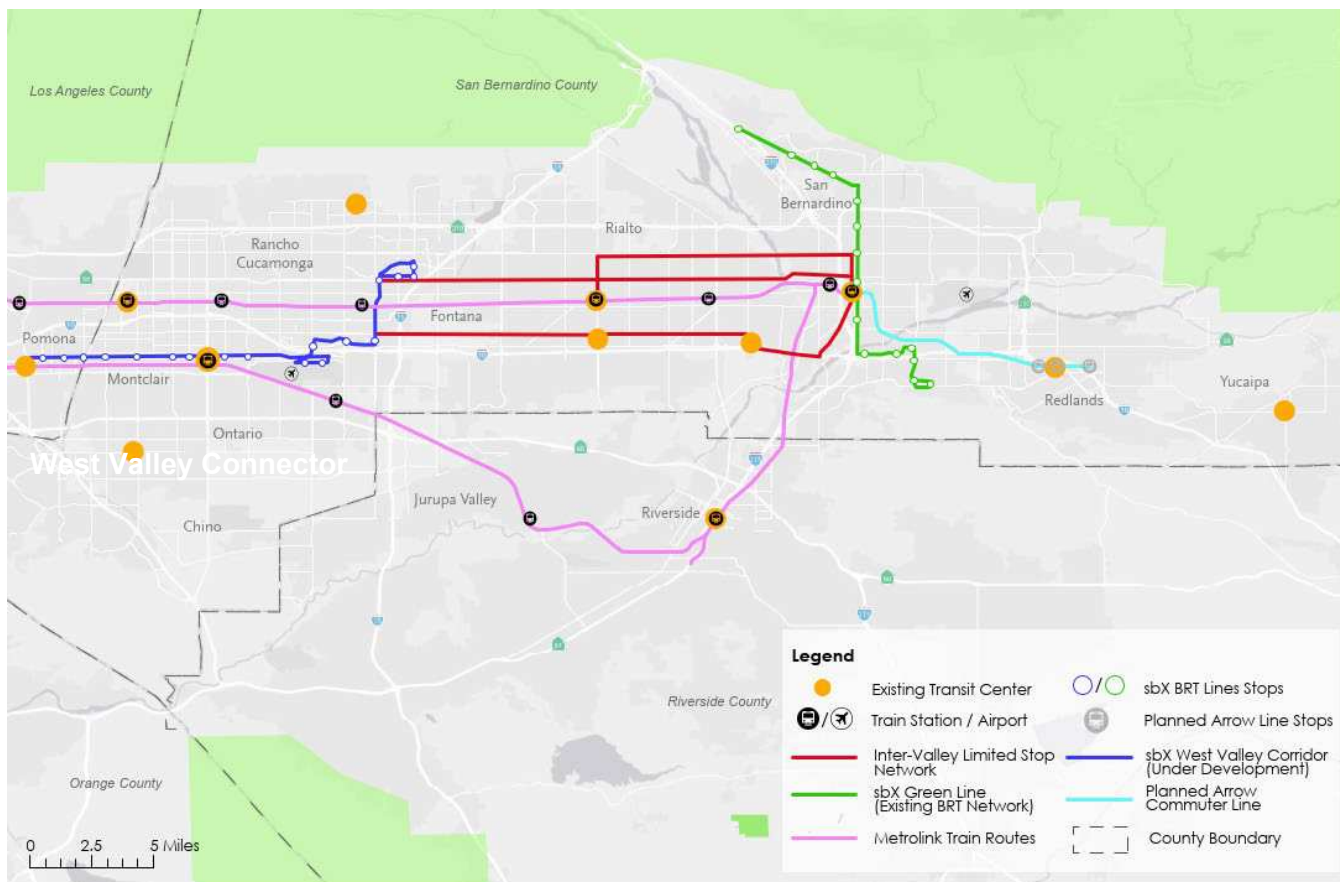 Los Angeles County
San Bernardino County
San
Bernardino
Rialto
Rancho
Cucamonga
Fontana
Pomona
Montclair
Yucaipa
Redlands
Ontario
West Valley Connector
Jurupa Valley
Riverside
Chino
Riverside County
Orange County
0 2.5 5 Miles
Legend
Existing Transit Center
Train Station / Airport
Inter-Valley Limited Stop
Network
sbX Green Line
(Existing BRT Network)
Metrolink Train Routes
/
sbX BRT Lines Stops
Planned Arrow Line Stops
sbX West Valley Corridor
(Under Development)
Planned Arrow
Commuter Line
County Boundary